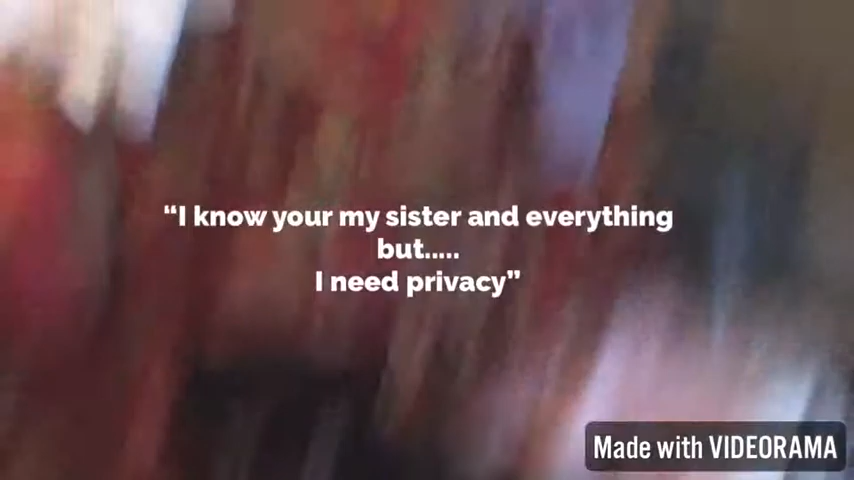 “I know your my sister and everything
but.....
I need privacy”
Made with VIDEORAMA